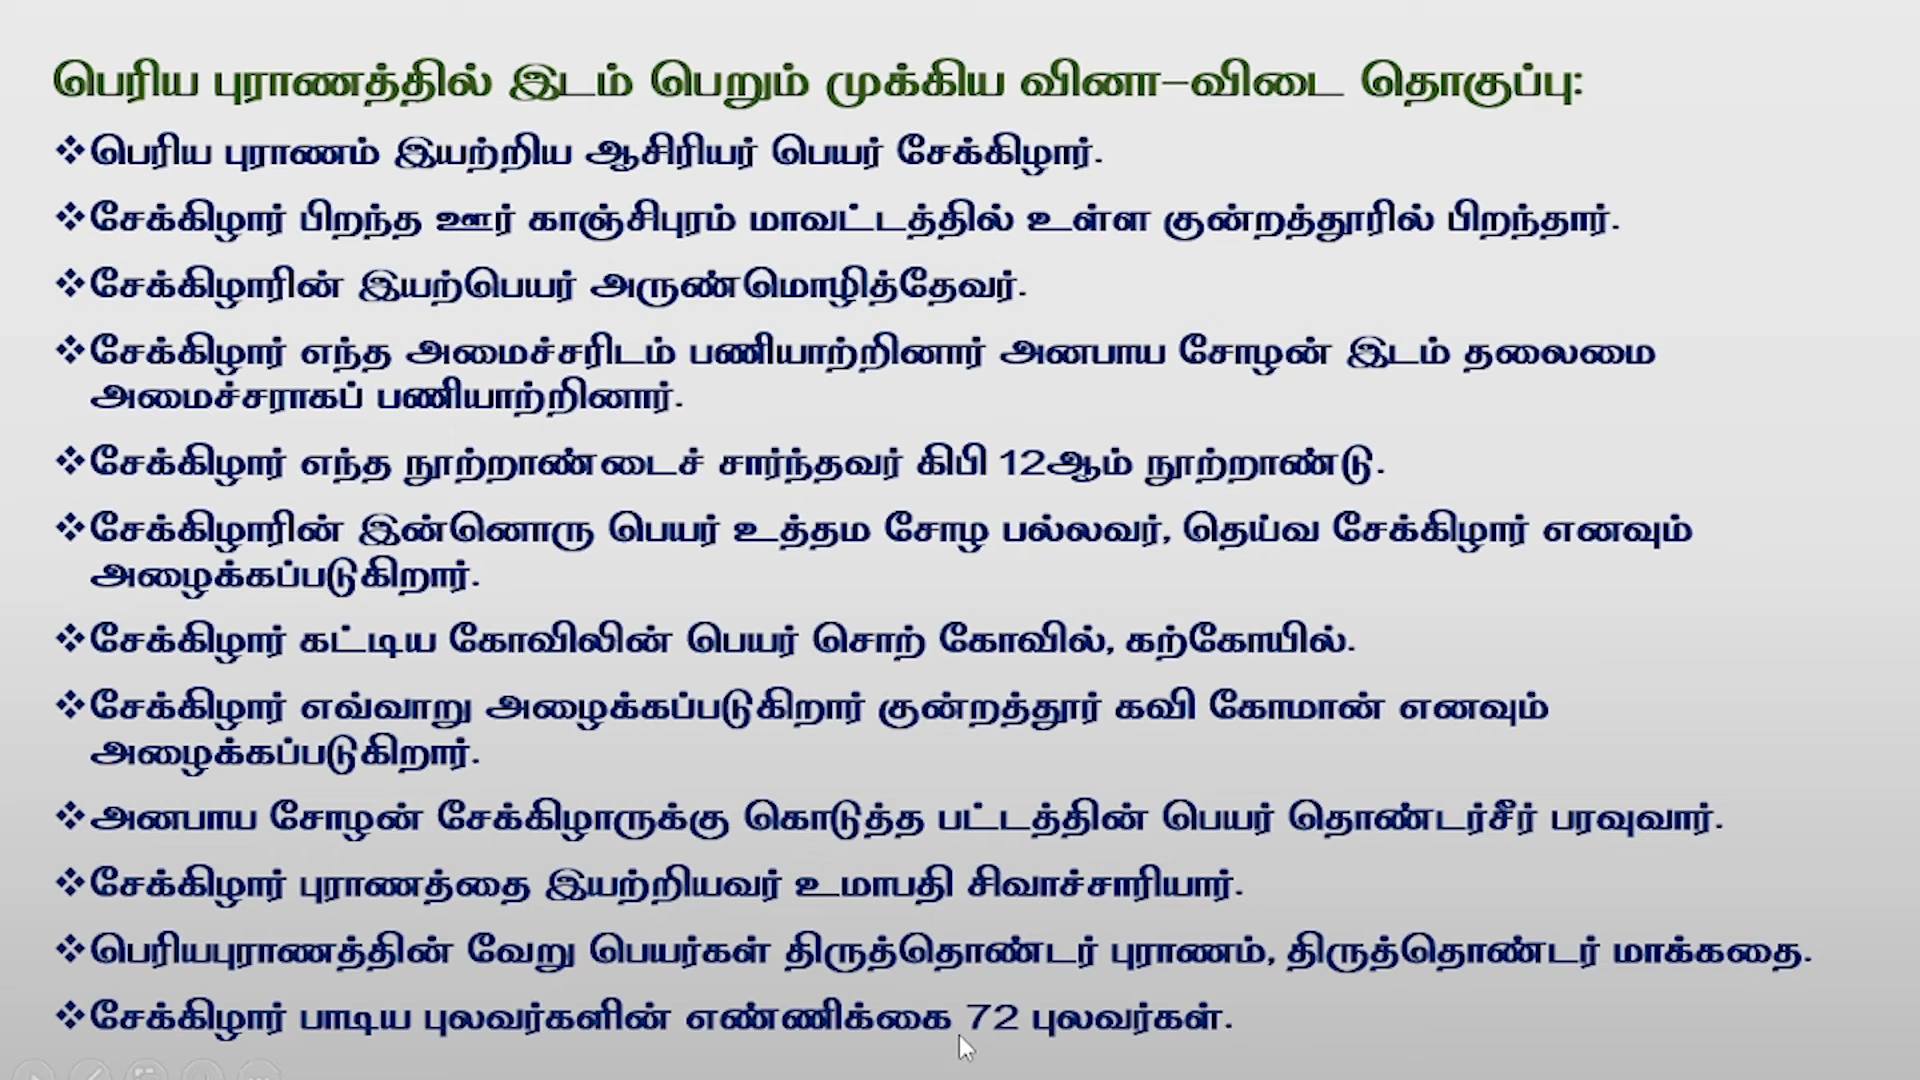 பெரிய புராணத்தில் இடம் பெறும் முக்கிய வினா-விடை தொகுப்பு:
❖பெரிய புராணம் இயற்றிய ஆசிரியர் பெயர் சேக்கிழார்.
❖சேக்கிழார் பிறந்த ஊர் காஞ்சிபுரம் மாவட்டத்தில் உள்ள குன்றத்தூரில் பிறந்தார்.
❖சேக்கிழாரின் இயற்பெயர் அருண்மொழித்தேவர்.
❖சேக்கிழார் எந்த அமைச்சரிடம் பணியாற்றினார் அனபாய சோழன் இடம் தலைமை
அமைச்சராகப் பணியாற்றினார்.
❖சேக்கிழார் எந்த நூற்றாண்டைச் சார்ந்தவர் கிபி 12ஆம் நூற்றாண்டு.
❖சேக்கிழாரின் இன்னொரு பெயர் உத்தம சோழ பல்லவர், தெய்வ சேக்கிழார் எனவும்
அழைக்கப்படுகிறார்.
❖சேக்கிழார் கட்டிய கோவிலின் பெயர் சொற் கோவில், கற்கோயில்.
❖சேக்கிழார் எவ்வாறு அழைக்கப்படுகிறார் குன்றத்தூர் கவி கோமான் எனவும்
அழைக்கப்படுகிறார்.
❖அனபாய சோழன் சேக்கிழாருக்கு கொடுத்த பட்டத்தின் பெயர் தொண்டர்சீர் பரவுவார்.
❖சேக்கிழார் புராணத்தை இயற்றியவர் உமாபதி சிவாச்சாரியார்.
❖பெரியபுராணத்தின் வேறு பெயர்கள் திருத்தொண்டர் புராணம், திருத்தொண்டர் மாக்கதை.
❖சேக்கிழார் பாடிய புலவர்களின் எண்ணிக்கை 72 புலவர்கள்.